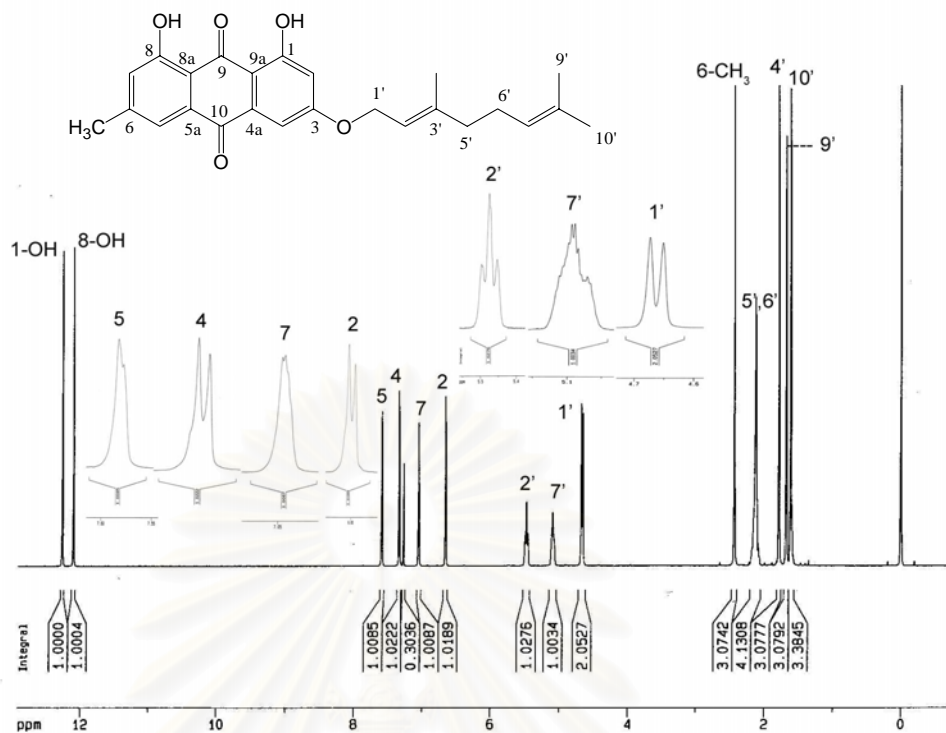 OH O OH
8 8a 9 9a 1
9'
6-CH₃ 4' 10'
1' 6'
10
H₃C 6 5a 4a 3 O 3' 5' 10'
O
9'
2' 7' 1'
1-OH 8-OH
5 4 7 2
5',6'
4.7 4.6
5 4 7 2
1'
2' 7'
Integral
1.0000 1.0004 1.0085 1.0222 0.3036 1.0087 1.0189 1.0276 1.0034 2.0527 3.0742 4.1308 3.0777 3.0792 3.3845
ppm 12 10 8 6 4 2 0